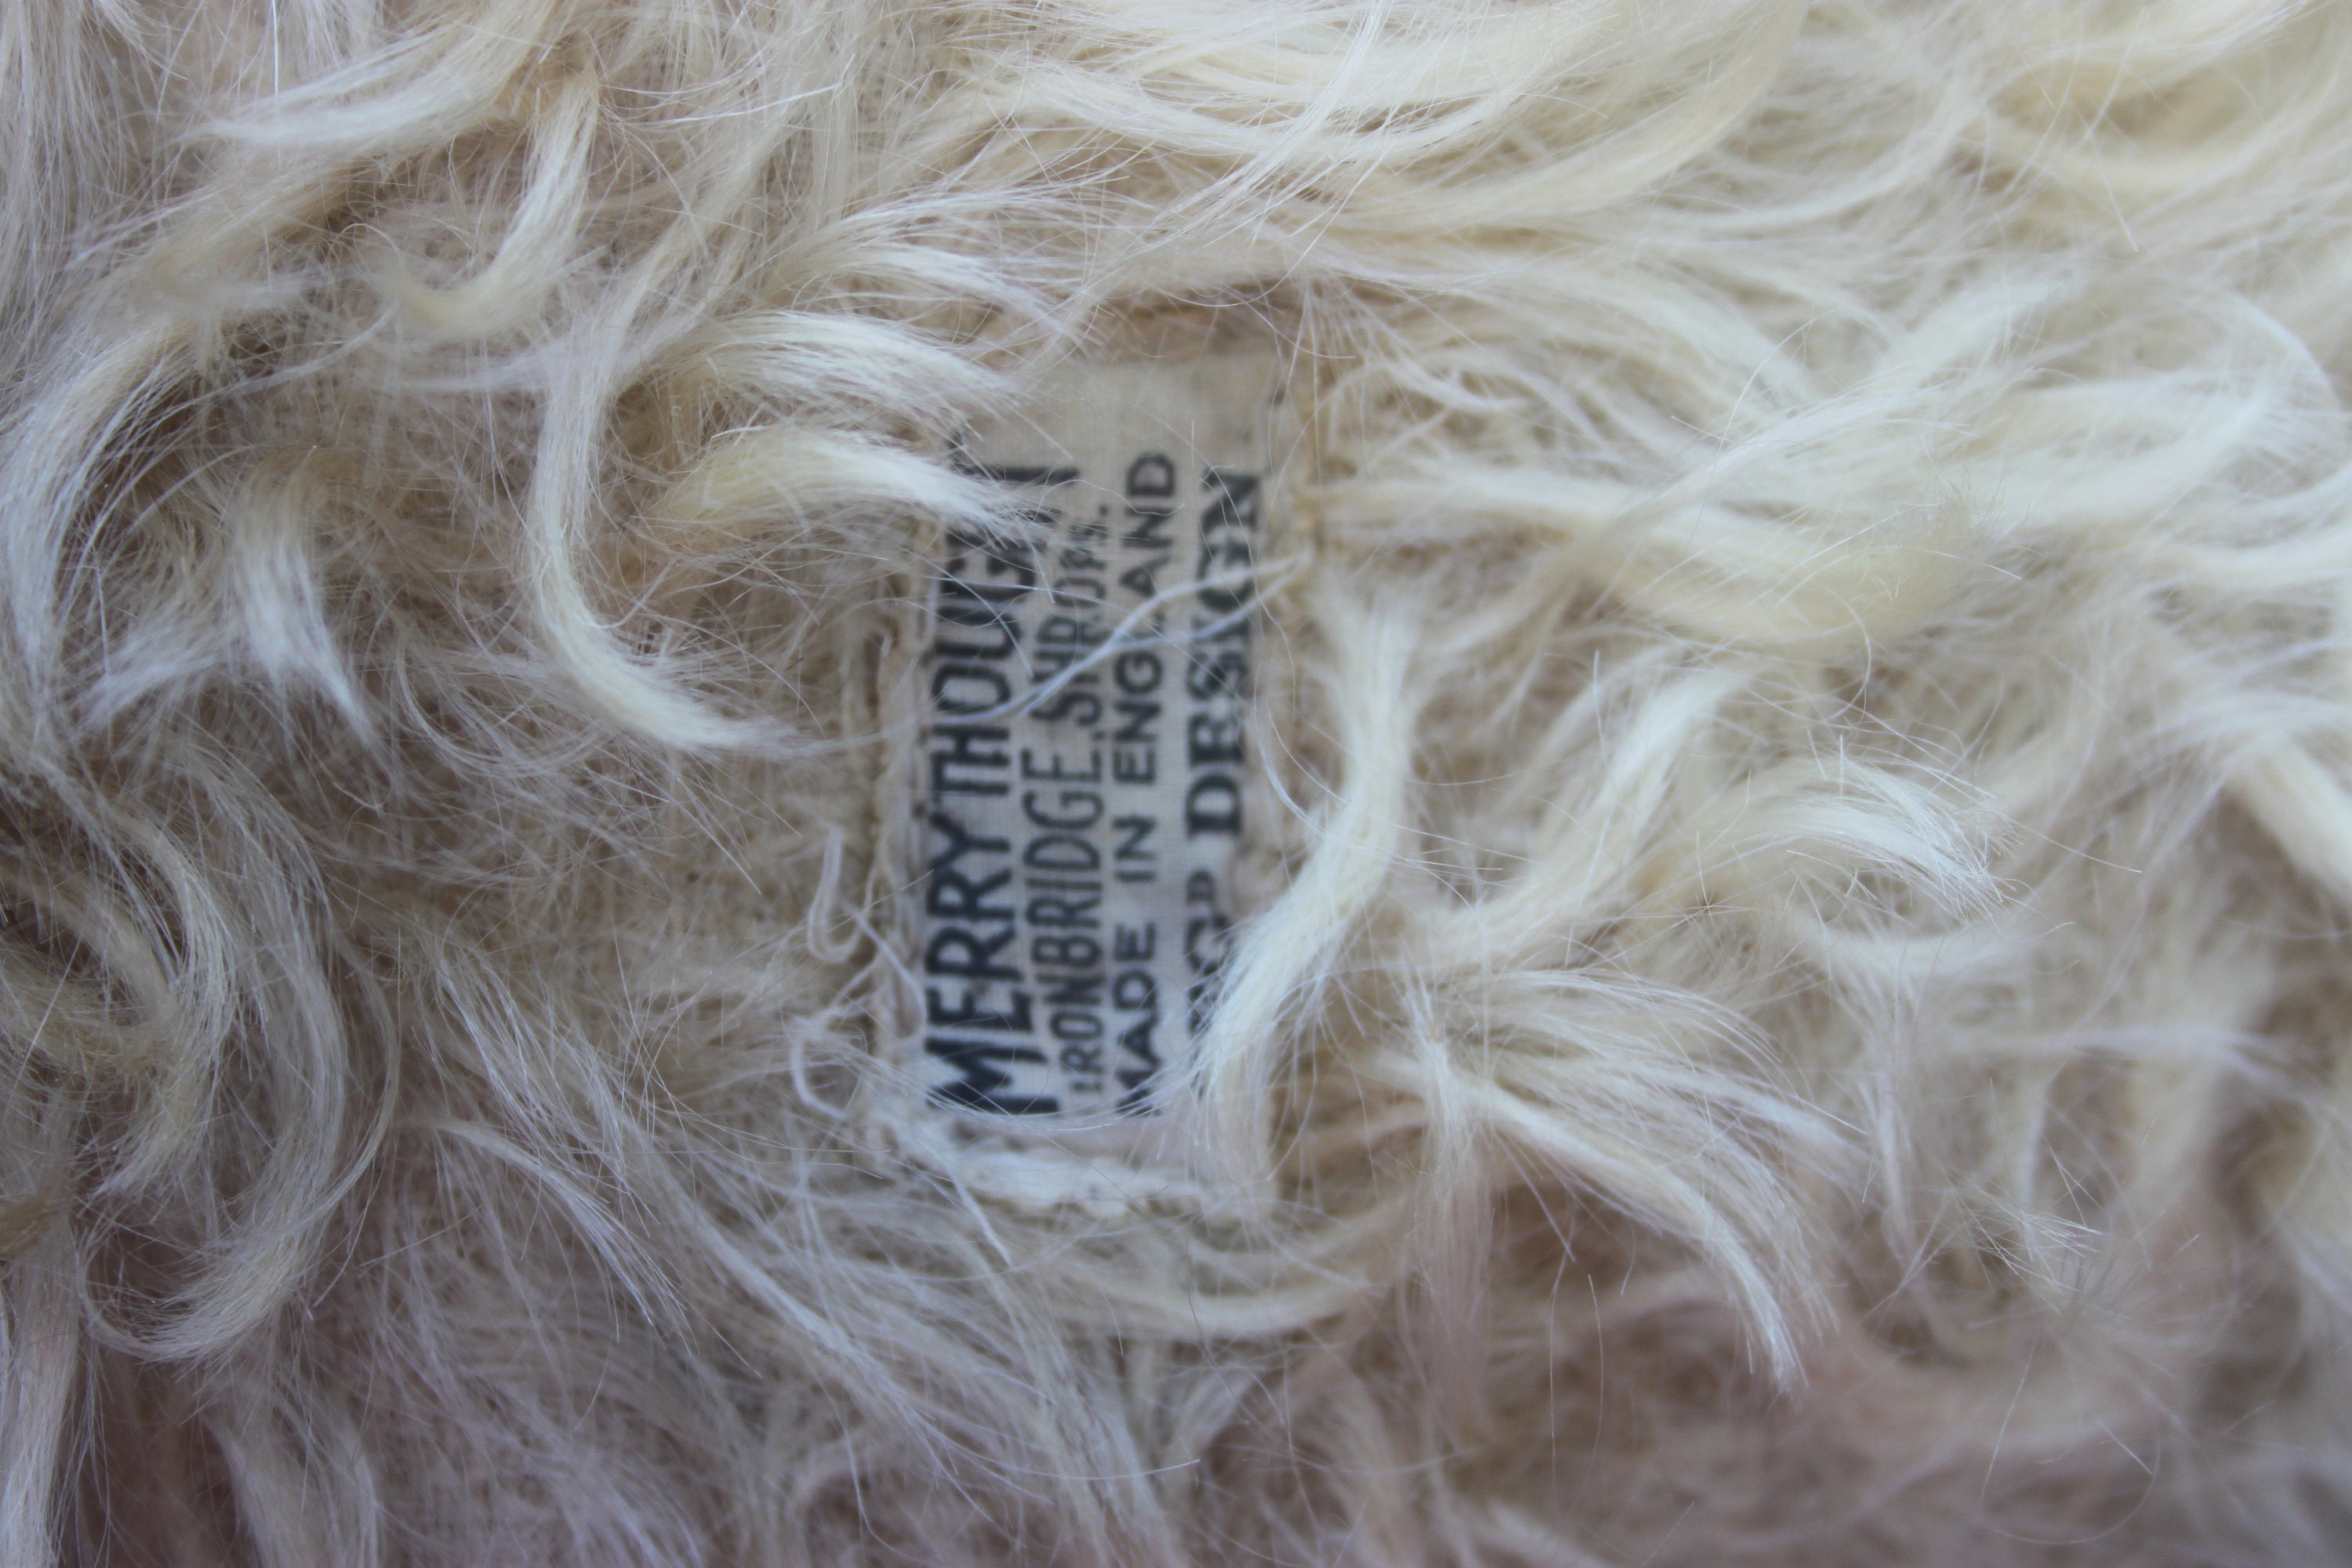 MERRYTHOUGHT
IRONBRIDGE.SHROPS.
MADE IN ENGLAND
DESIGN